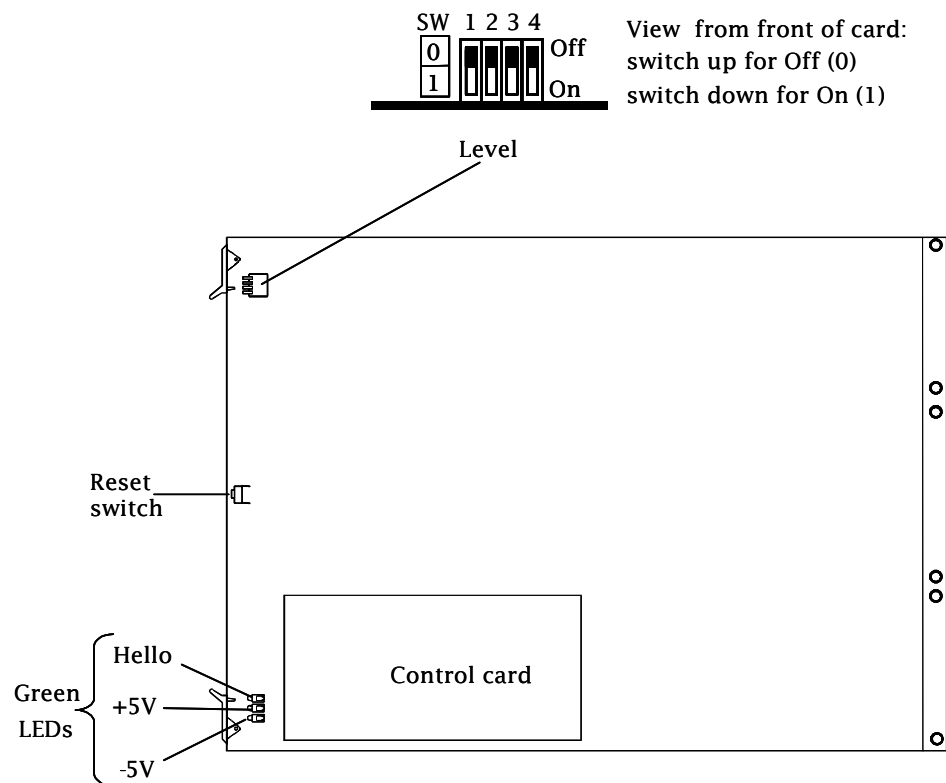 SW 1 2 3 4
0
1
Off
On
View from front of card:
switch up for Off (0)
switch down for On (1)
Level
Reset
switch
Hello
+5V
-5V
Green
LEDs
Control card